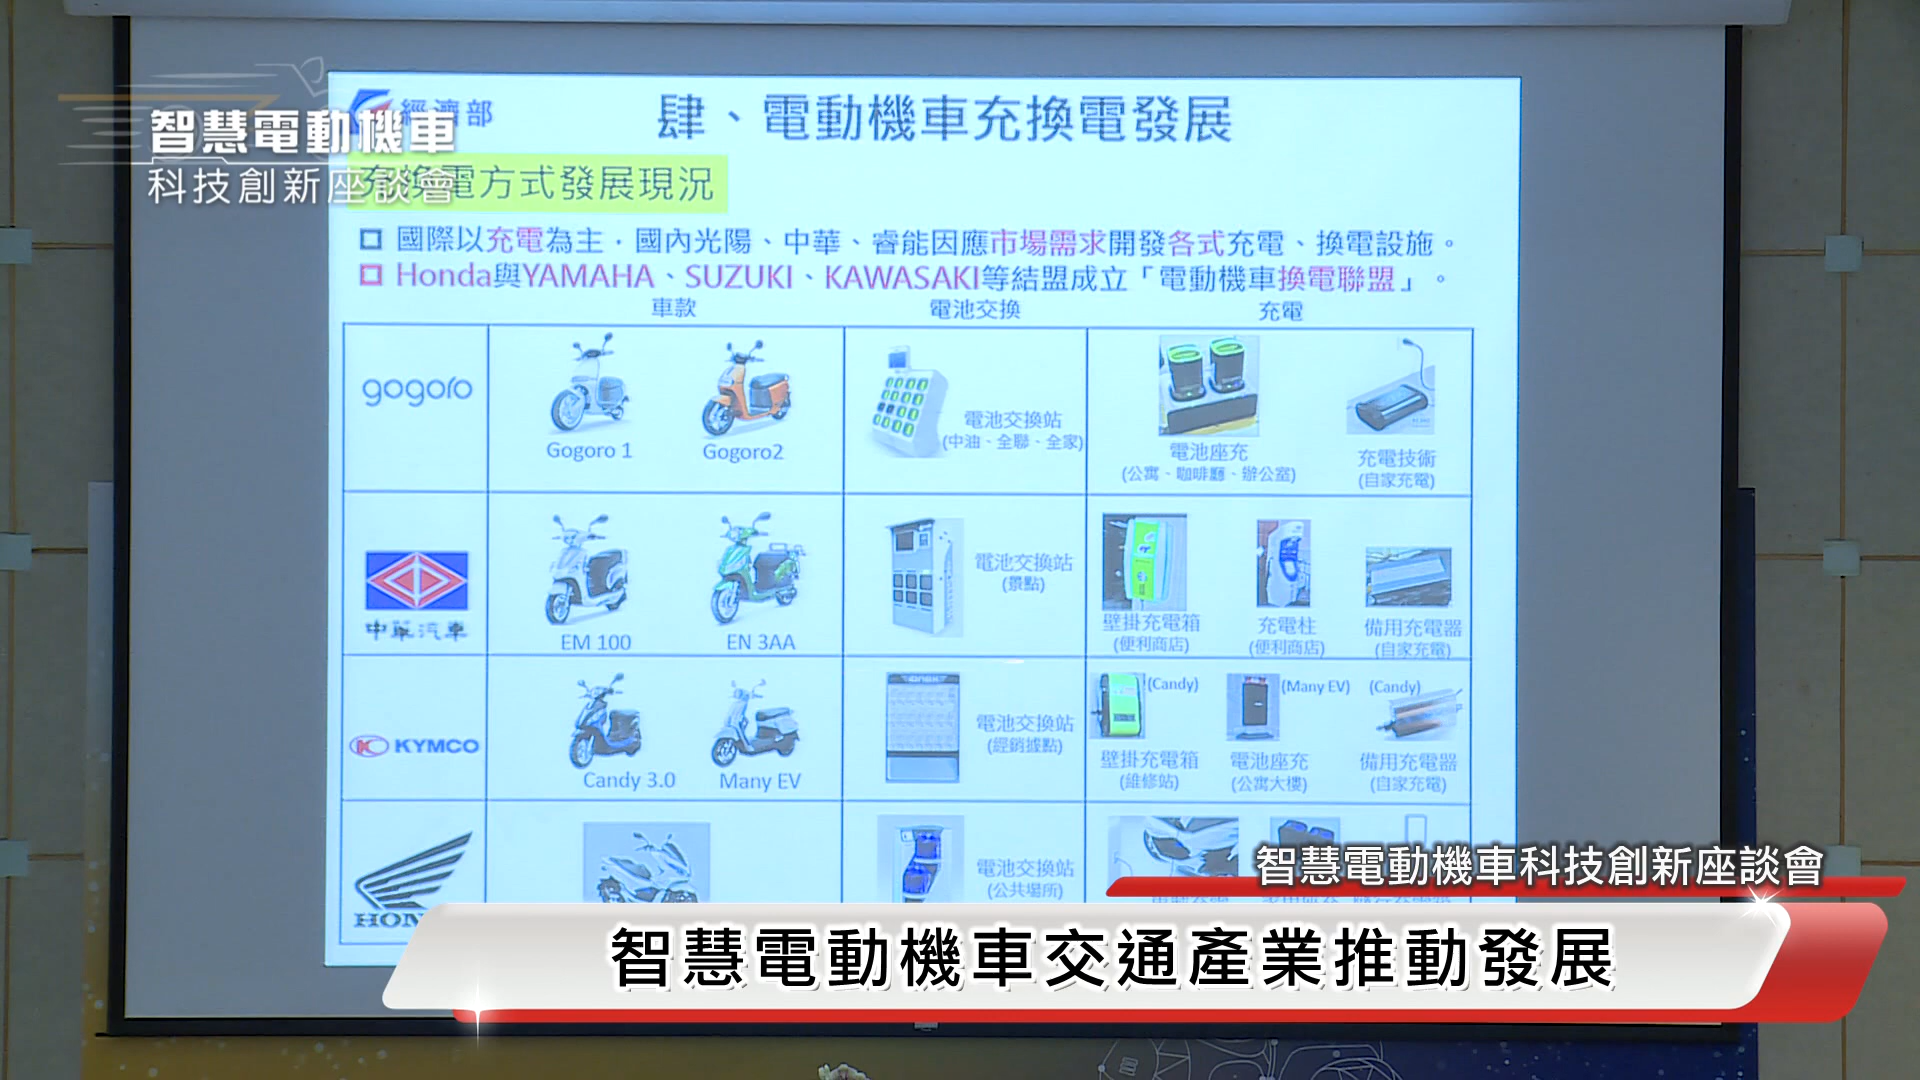 智慧電動機車
科技創新座談會
經濟部
肆、電動機車充換電發展
充換電方式發展現況
國際以充電為主，國內光陽、中華、睿能因應市場需求開發各式充電、換電設施。
Honda與YAMAHA、SUZUKI、KAWASAKI等結盟成立「電動機車換電聯盟」。
車款 電池交換 充電
gogoro
Gogoro 1 Gogoro2
電池交換站
(中油、全聯、全家)
電池座充
(公寓、咖啡廳、辦公室)
充電技術
(自家充電)
中華汽車
EM 100 EN 3AA
電池交換站
(景點)
壁掛充電箱
(便利商店)
充電柱
(便利商店)
備用充電器
(自家充電)
KYMCO
Candy 3.0 Many EV
電池交換站
(經銷據點)
(Candy)
壁掛充電箱
(維修站)
(Many EV)
電池座充
(公寓大樓)
(Candy)
備用充電器
(自家充電)
HON
電池交換站
(公共場所)
智慧電動機車科技創新座談會
智慧電動機車交通產業推動發展